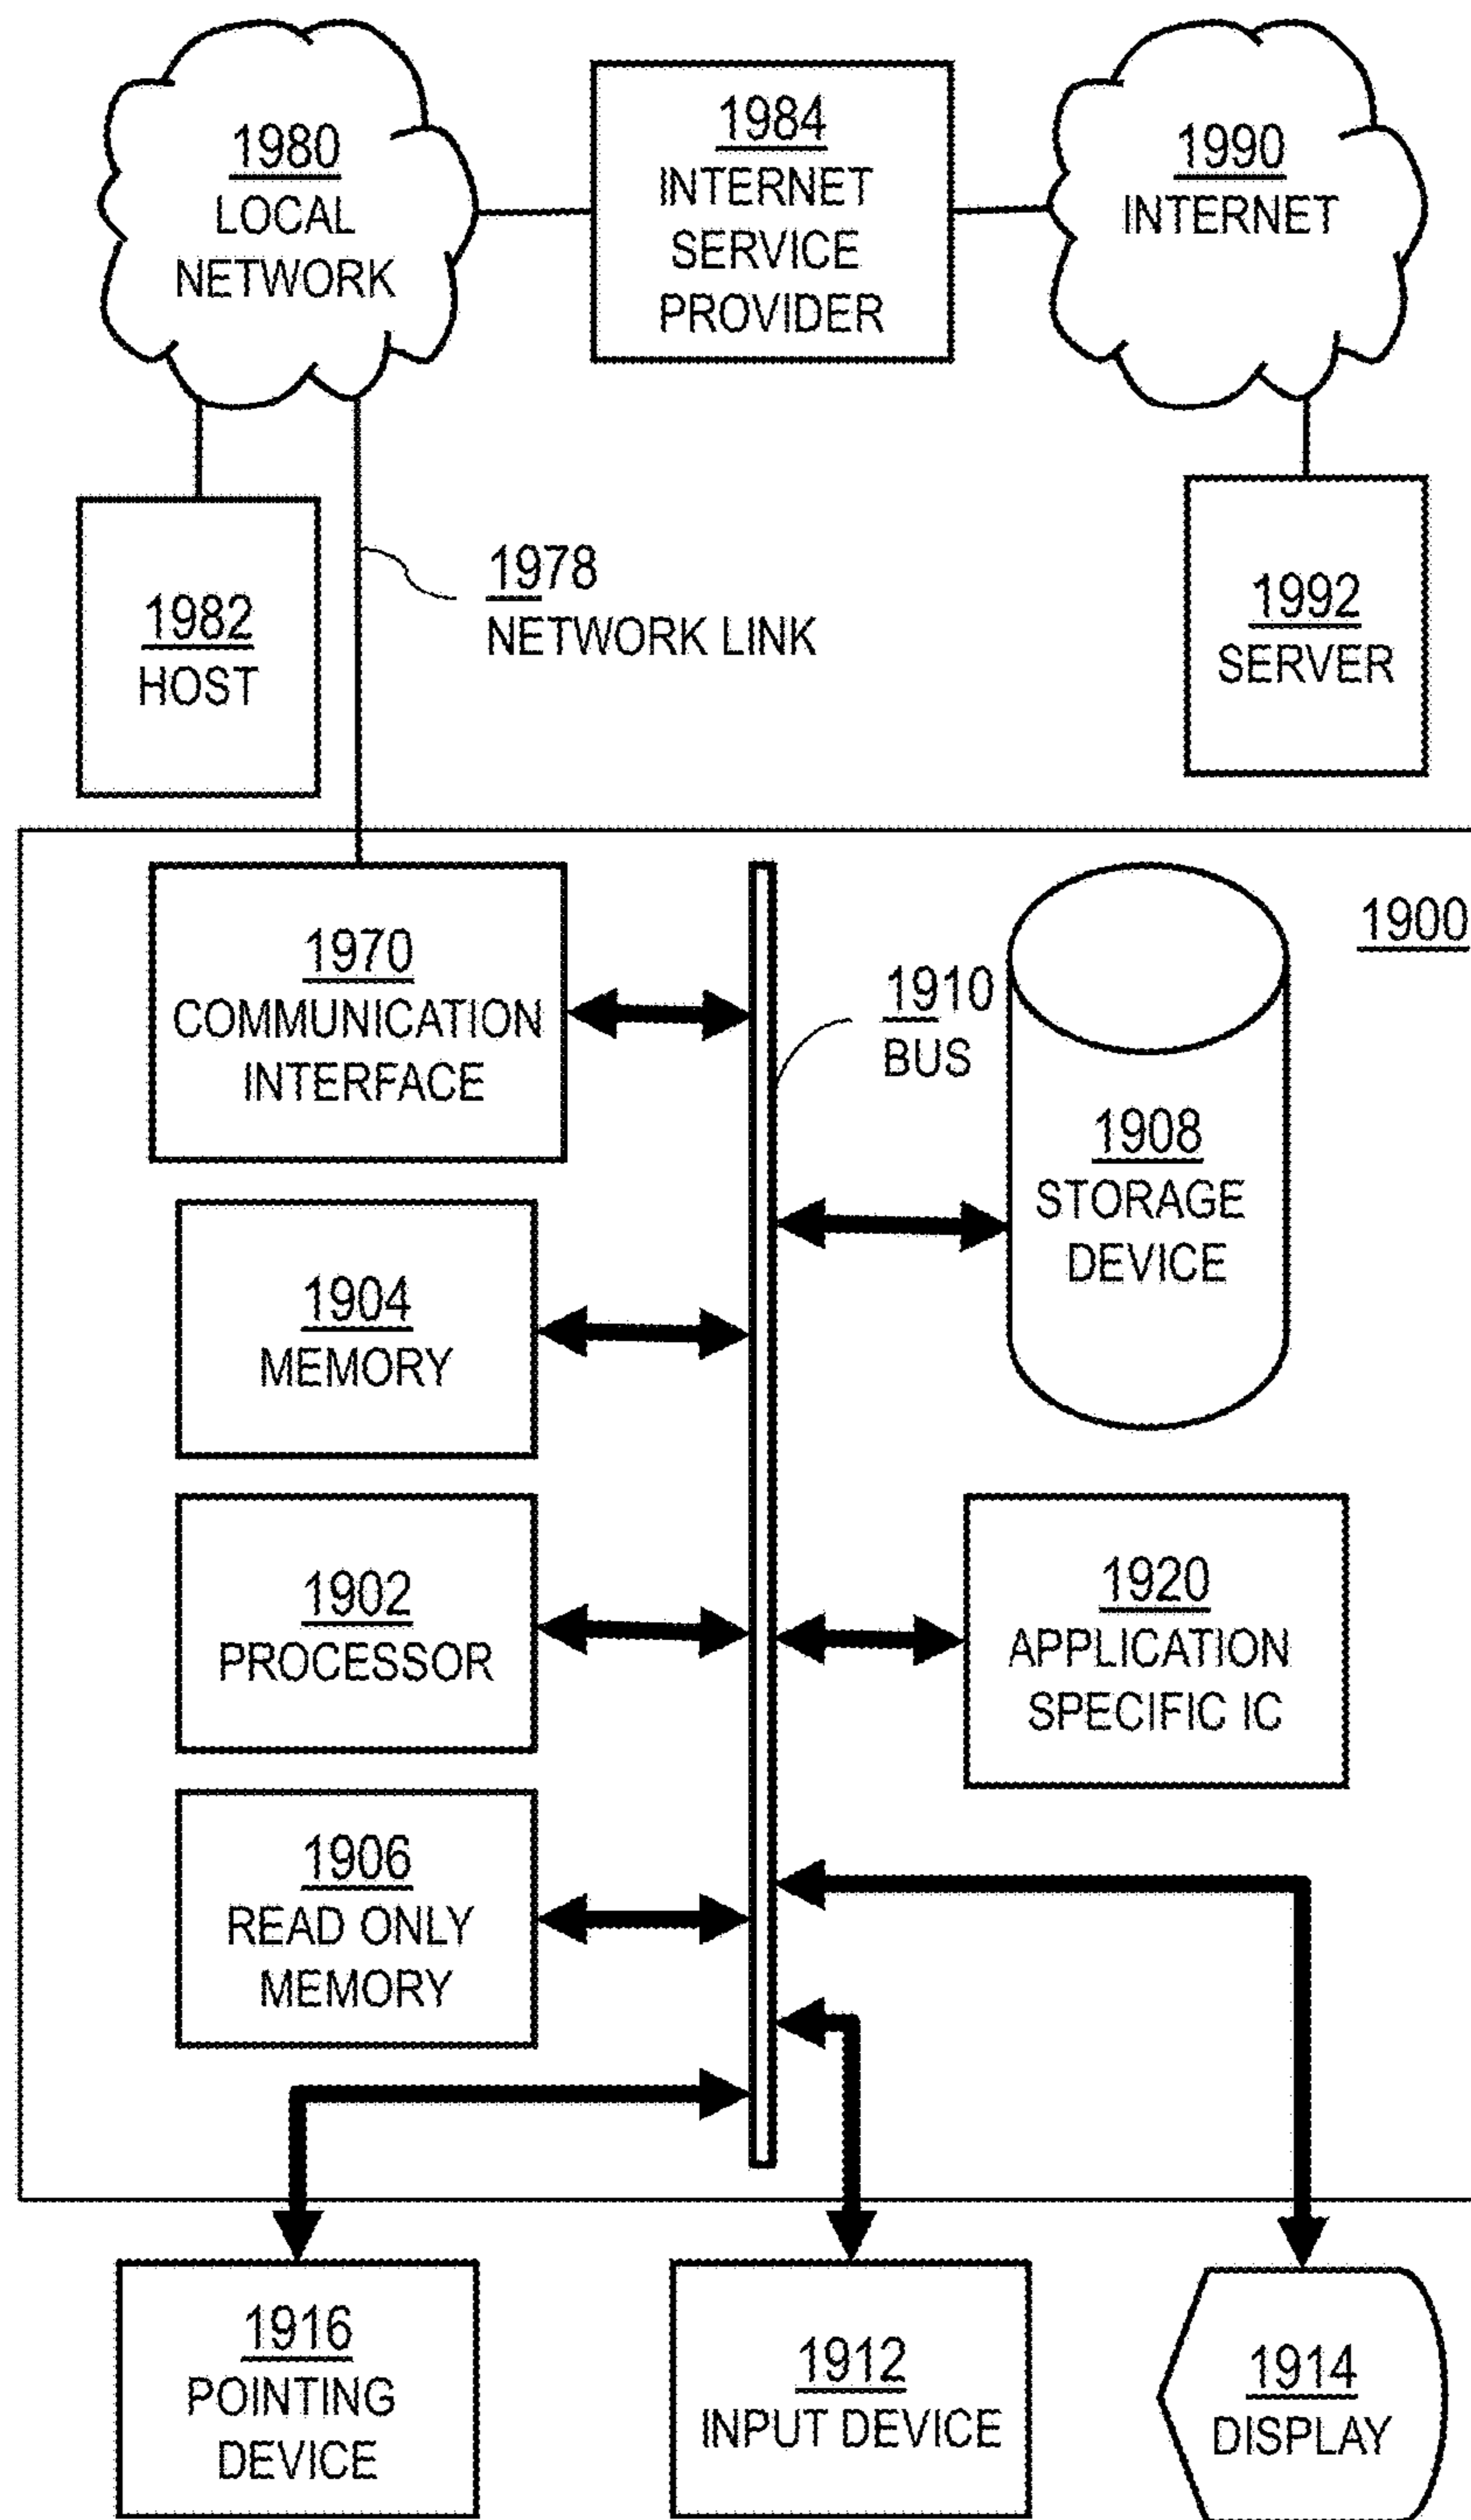 1980
LOCAL
NETWORK
1984
INTERNET
SERVICE
PROVIDER
1990
INTERNET
1982
HOST
1978
NETWORK LINK
1992
SERVER
1900
1970
COMMUNICATION
INTERFACE
1910
BUS
1908
STORAGE
DEVICE
1904
MEMORY
1902
PROCESSOR
1920
APPLICATION
SPECIFIC IC
1906
READ ONLY
MEMORY
1916
POINTING
DEVICE
1912
INPUT DEVICE
1914
DISPLAY